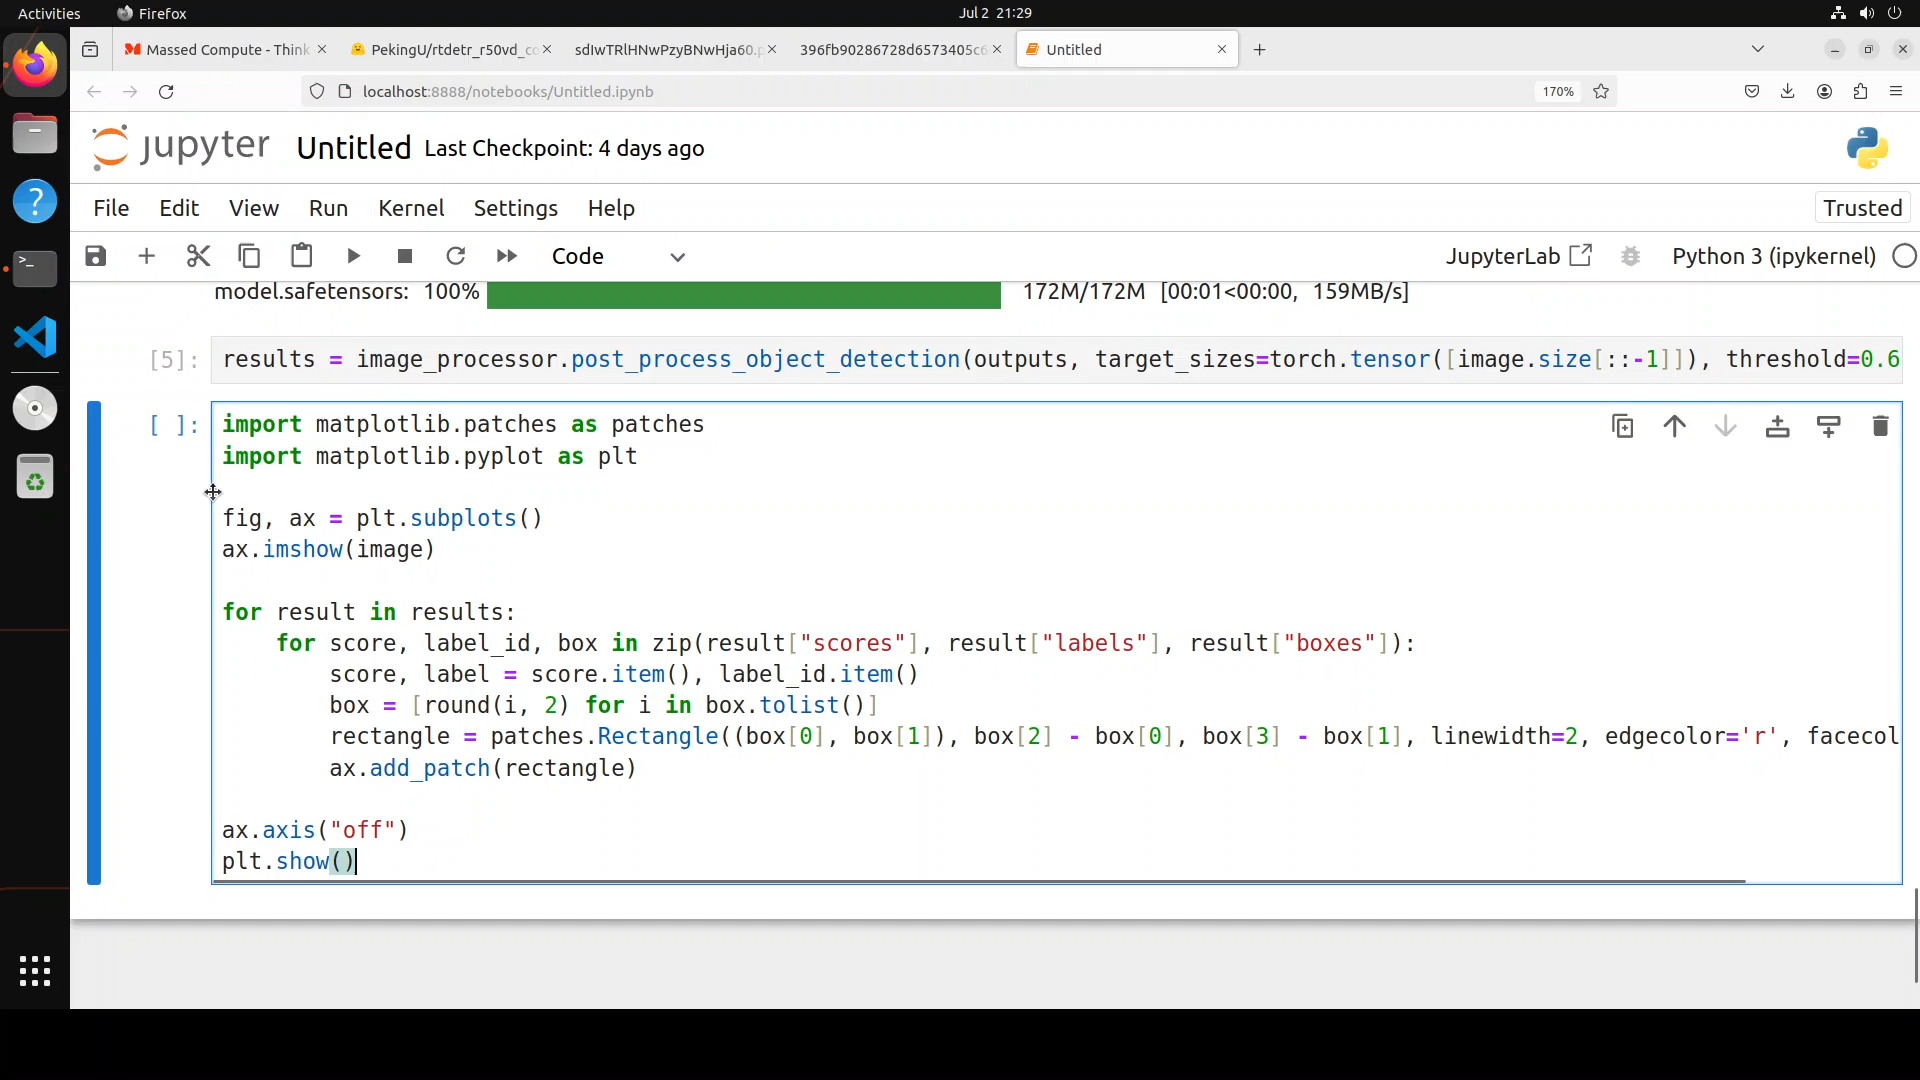 Activities Firefox Jul 2 21:29
Massed Compute - Think PekingU/rtdetr_r50vd_co sdIwTRlHNwPzyBNwHja60.p 396fb90286728d6573405c6 Untitled
localhost:8888/notebooks/Untitled.ipynb 170%
jupyter Untitled Last Checkpoint: 4 days ago
File Edit View Run Kernel Settings Help Trusted
Code JupyterLab Python 3 (ipykernel)
model.safetensors: 100% 172M/172M [00:01<00:00, 159MB/s]
[5]: results = image_processor.post_process_object_detection(outputs, target_sizes=torch.tensor([image.size[::-1]]), threshold=0.6
[ ]: import matplotlib.patches as patches
import matplotlib.pyplot as plt
fig, ax = plt.subplots()
ax.imshow(image)
for result in results:
for score, label_id, box in zip(result["scores"], result["labels"], result["boxes"]):
score, label = score.item(), label_id.item()
box = [round(i, 2) for i in box.tolist()]
rectangle = patches.Rectangle((box[0], box[1]), box[2] - box[0], box[3] - box[1], linewidth=2, edgecolor='r', facecol
ax.add_patch(rectangle)
ax.axis("off")
plt.show()